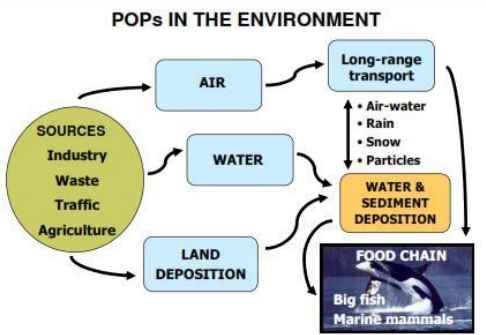 POPs IN THE ENVIRONMENT
SOURCES
Industry
Waste
Traffic
Agriculture
AIR
WATER
LAND
DEPOSITION
Long-range
transport
• Air-water
• Rain
• Snow
• Particles
WATER &
SEDIMENT
DEPOSITION
FOOD CHAIN
Big fish
Marine mammals